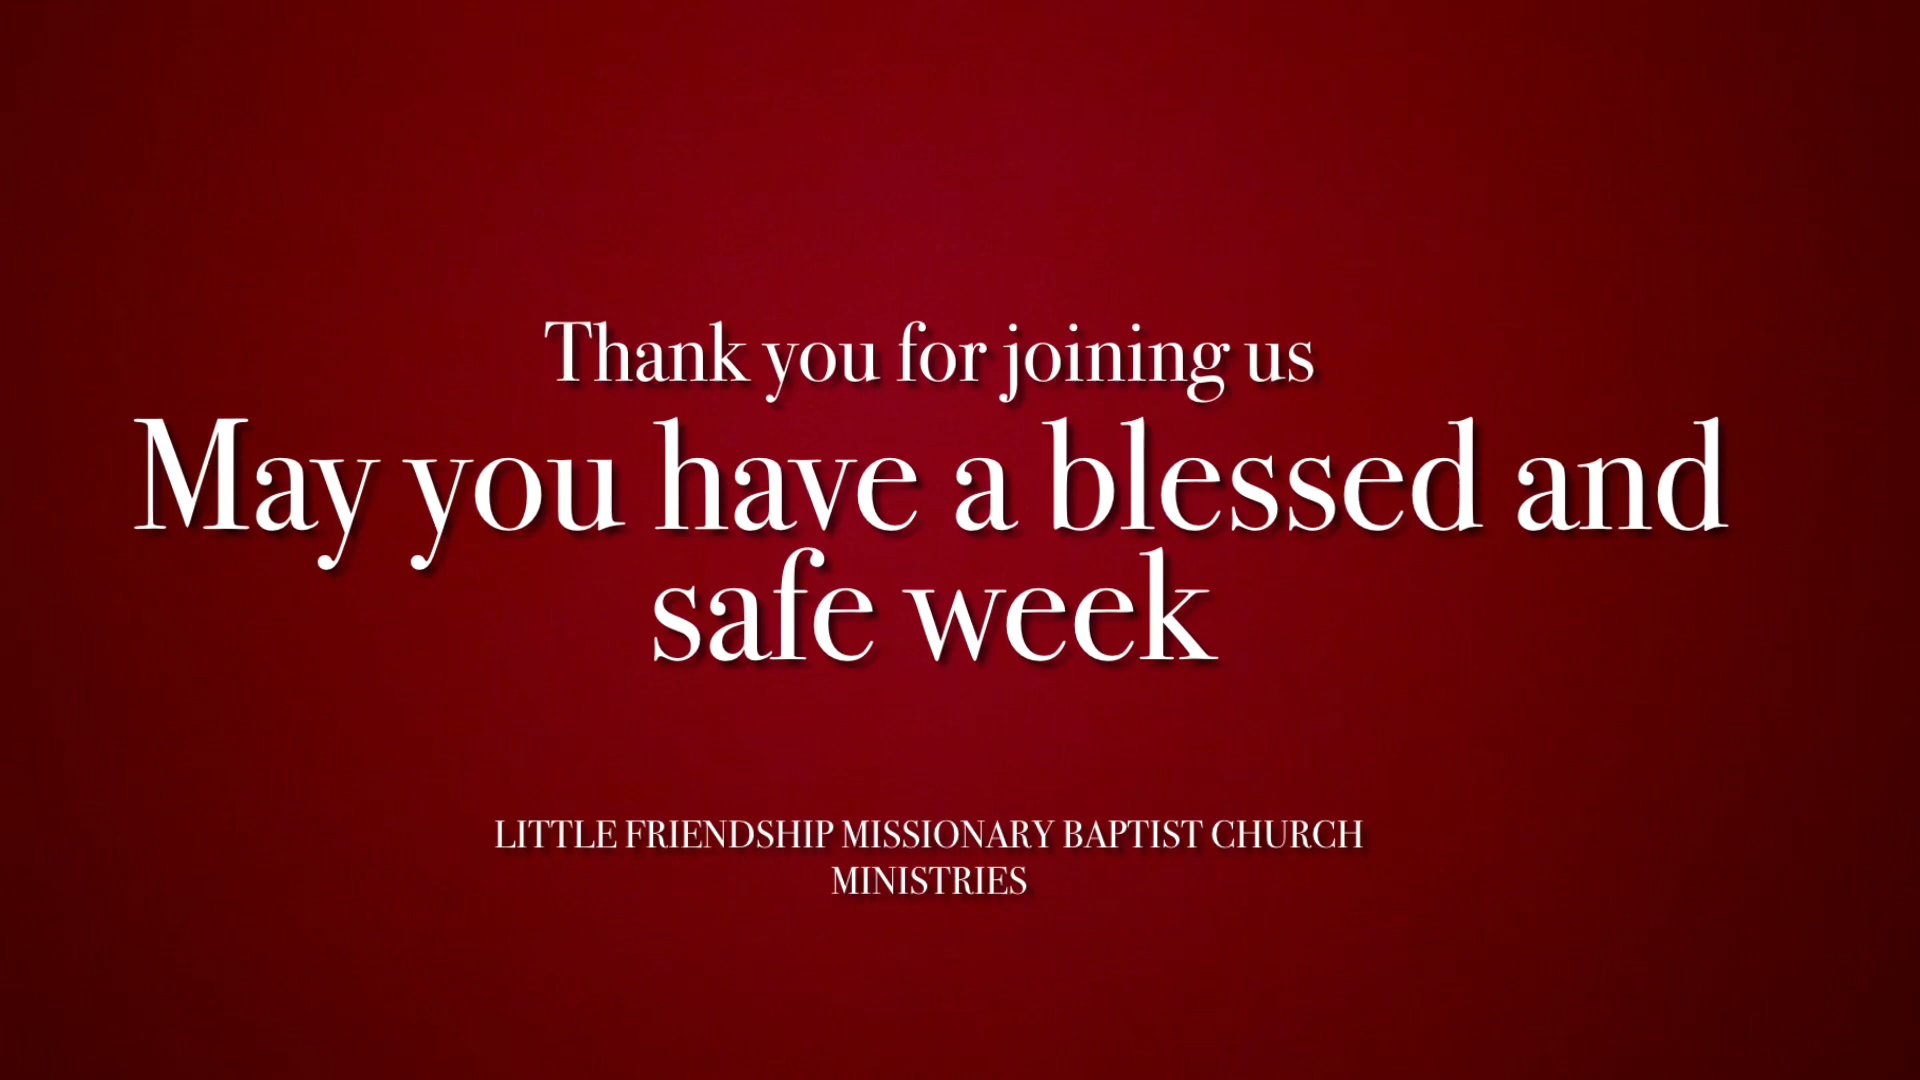 Thank you for joining us
May you have a blessed and
safe week
LITTLE FRIENDSHIP MISSIONARY BAPTIST CHURCH
MINISTRIES